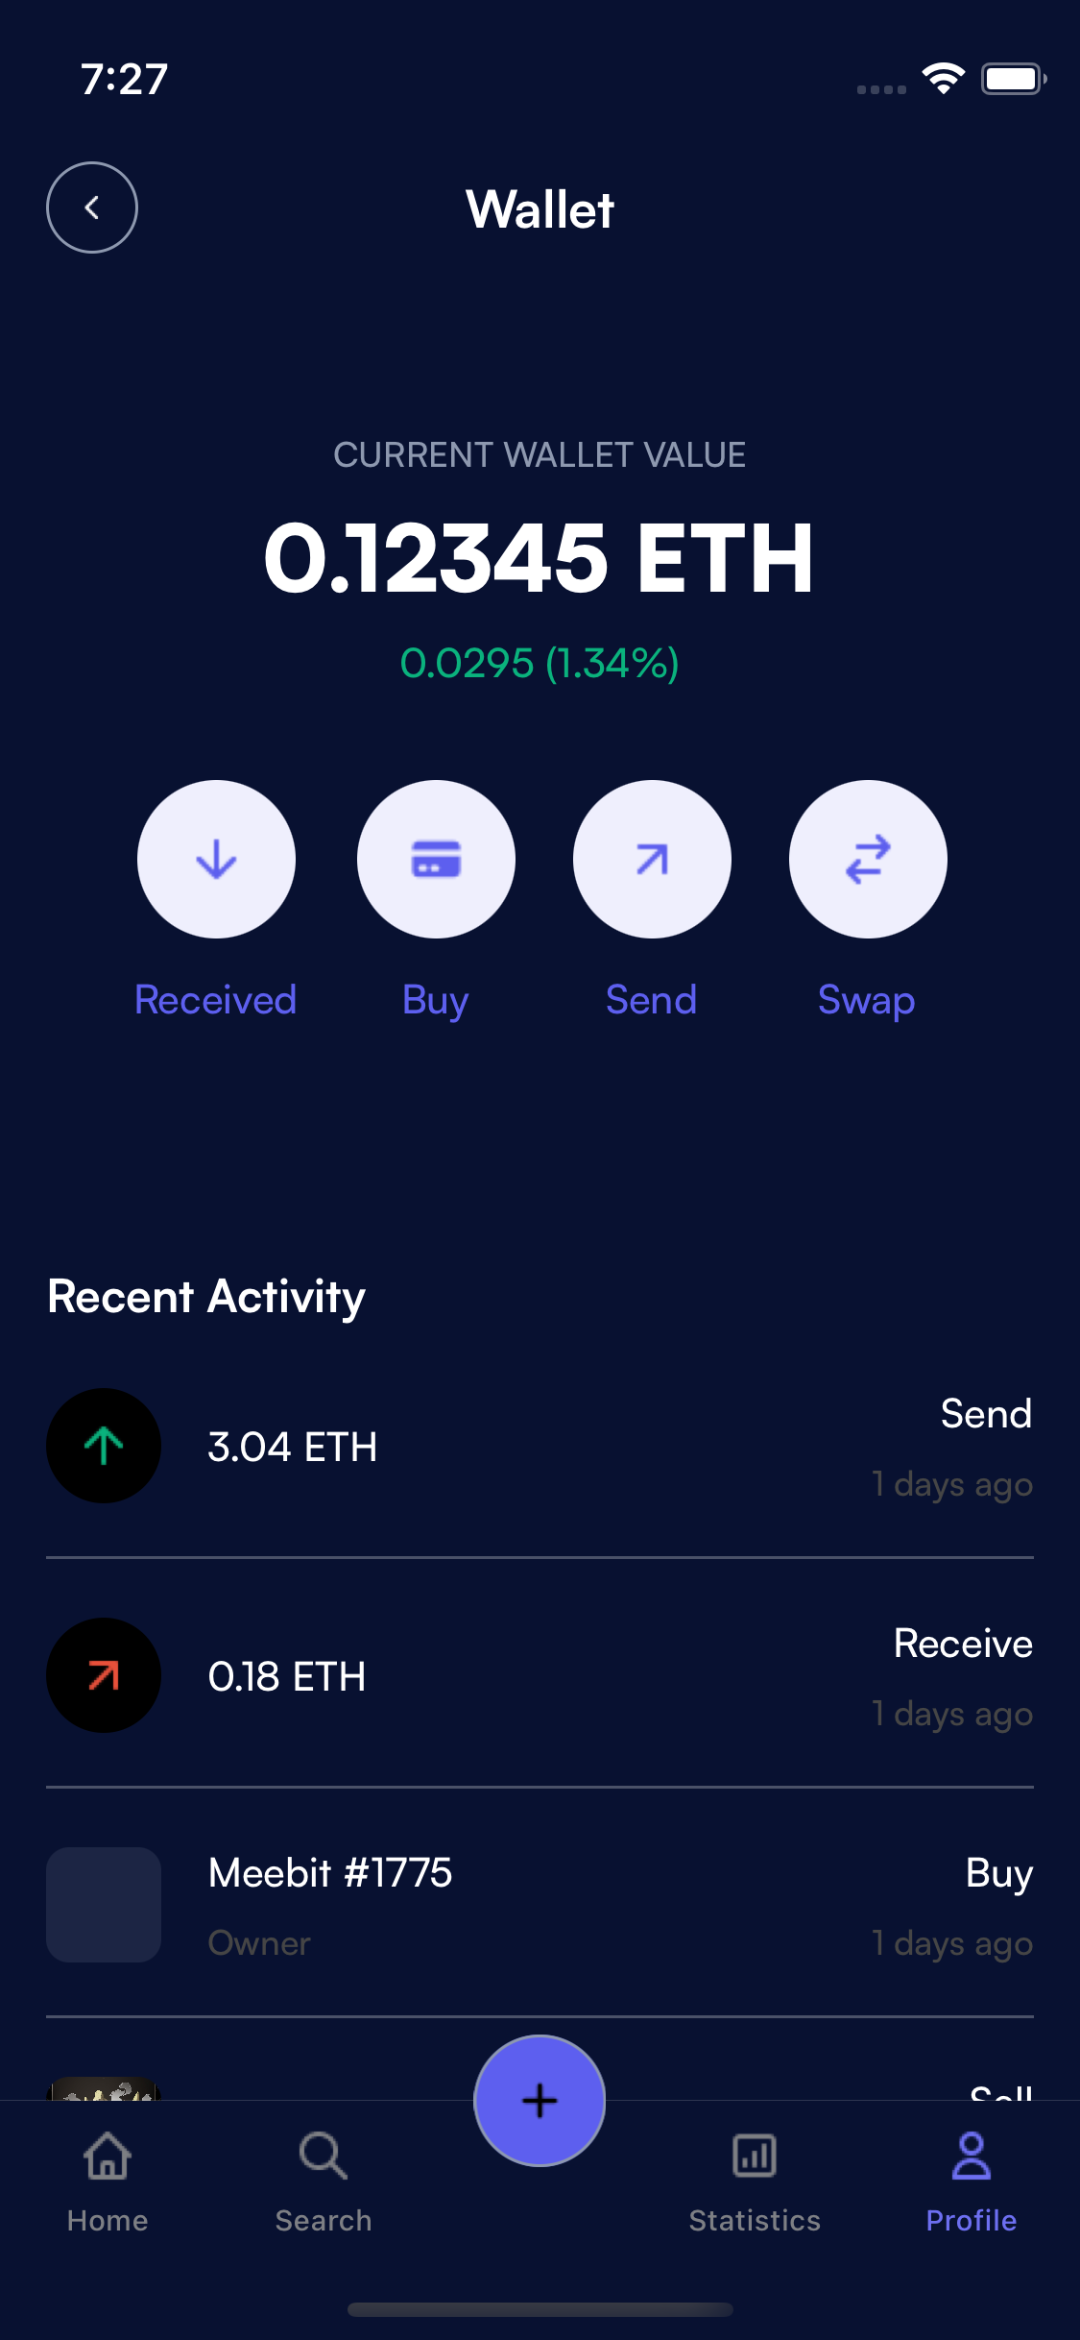 7:27
Wallet
CURRENT WALLET VALUE
0.12345 ETH
0.0295 (1.34%)
Received
Buy
Send
Swap
Recent Activity
3.04 ETH
Send
1 days ago
0.18 ETH
Receive
1 days ago
Meebit #1775
Buy
Owner
1 days ago
Sell
Home
Search
Statistics
Profile